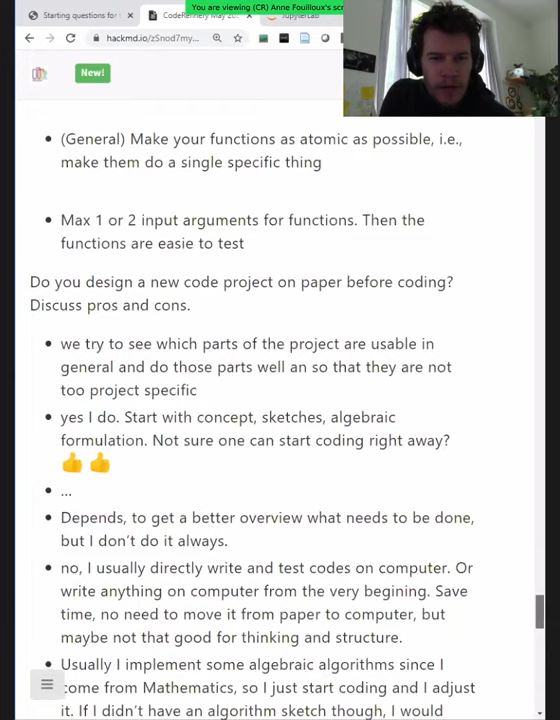 You are viewing (CR) Anne Fouilloux's scr
Starting questions for
CodeRefinery May 20
JupyterLab
hackmd.io/zSnod7my...
New!
(General) Make your functions as atomic as possible, i.e.,
make them do a single specific thing
Max 1 or 2 input arguments for functions. Then the
functions are easie to test
Do you design a new code project on paper before coding?
Discuss pros and cons.
we try to see which parts of the project are usable in
general and do those parts well an so that they are not
too project specific
yes I do. Start with concept, sketches, algebraic
formulation. Not sure one can start coding right away?
👍 👍
...
Depends, to get a better overview what needs to be done,
but I don't do it always.
no, I usually directly write and test codes on computer. Or
write anything on computer from the very begining. Save
time, no need to move it from paper to computer, but
maybe not that good for thinking and structure.
Usually I implement some algebraic algorithms since I
come from Mathematics, so I just start coding and I adjust
it. If I didn't have an algorithm sketch though, I would